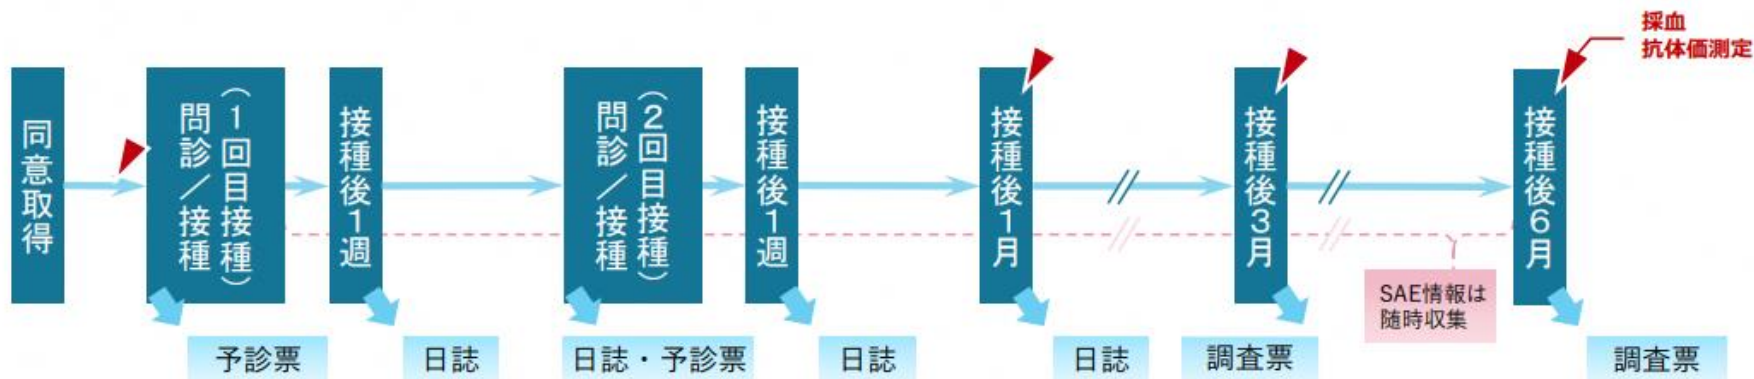 採血
抗体価測定
同意取得
（１回目接種）
問診／接種
接種後１週
（２回目接種）
問診／接種
接種後１週
接種後１月
接種後３月
接種後６月
SAE情報は
随時収集
予診票
日誌
日誌・予診票
日誌
日誌
調査票
調査票